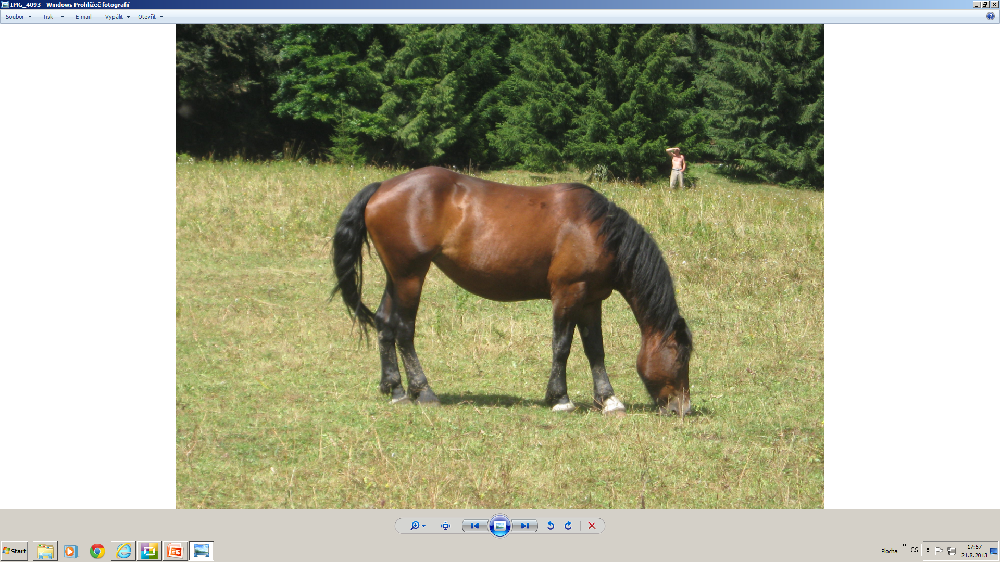 IMG_4093 - Windows Prohlížeč fotografií
Soubor Tisk E-mail Vypálit Otevřít
Start
Plocha » CS
17:57
21.8.2013